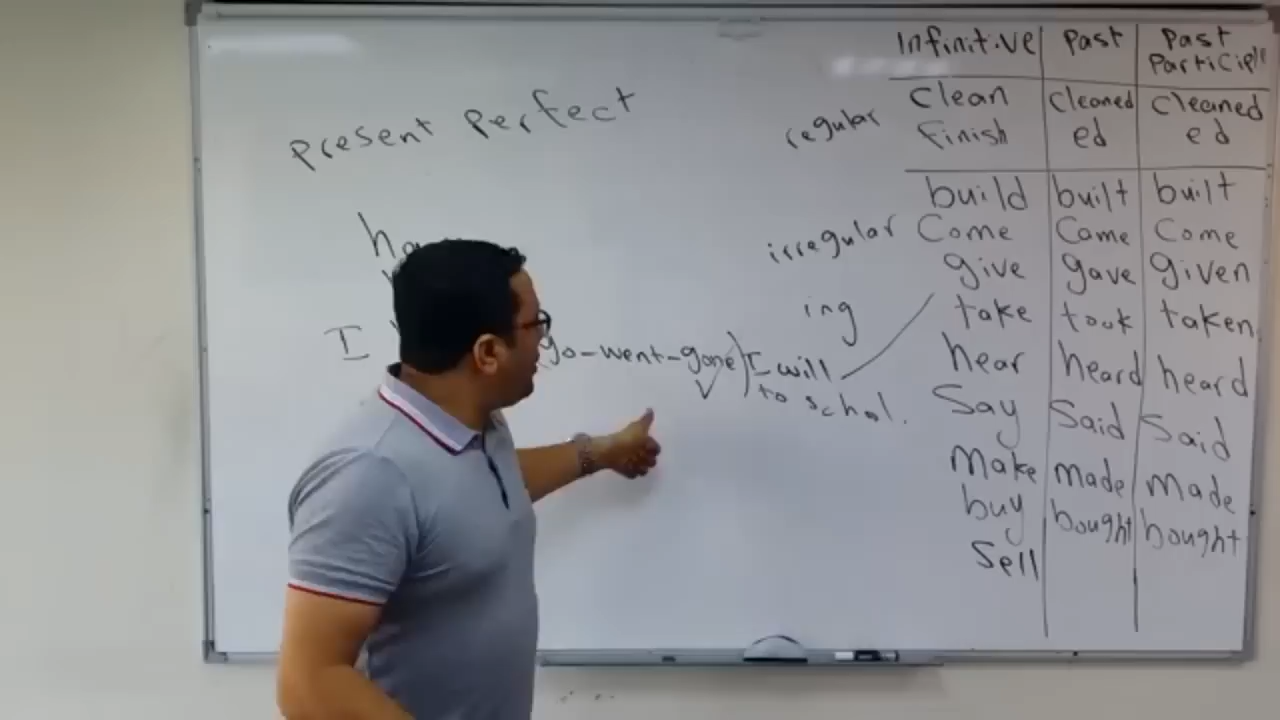 Present Perfect
I
(go-went-gone) I will
to schol.
regular
irregular
ing
Infinitive Past Past Participle
Clean Cleaned Cleaned
Finish ed ed
build built built
Come Came Come
give gave given
take took taken
hear heard heard
Say Said Said
Make made made
buy bought bought
Sell